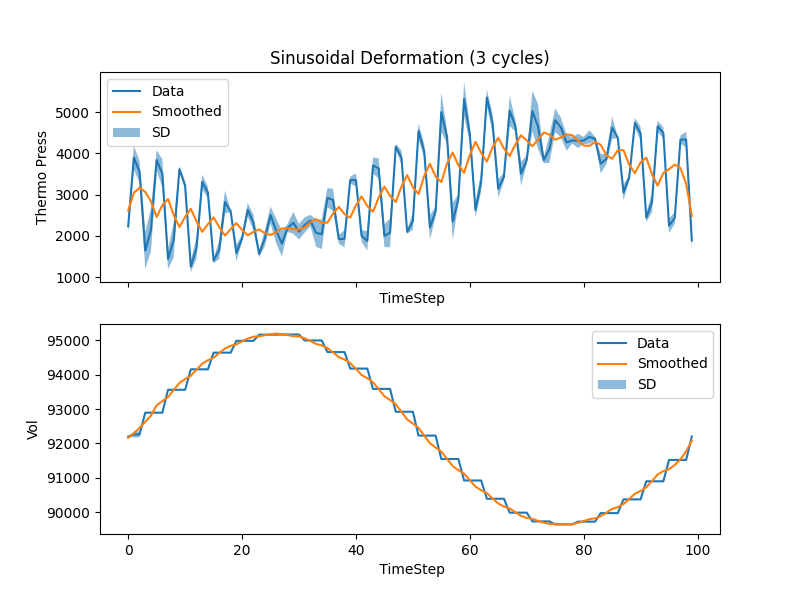 Sinusoidal Deformation (3 cycles)
Thermo Press
5000
4000
3000
2000
1000
Data
Smoothed
SD
TimeStep
Vol
95000
94000
93000
92000
91000
90000
Data
Smoothed
SD
0 20 40 60 80 100
TimeStep